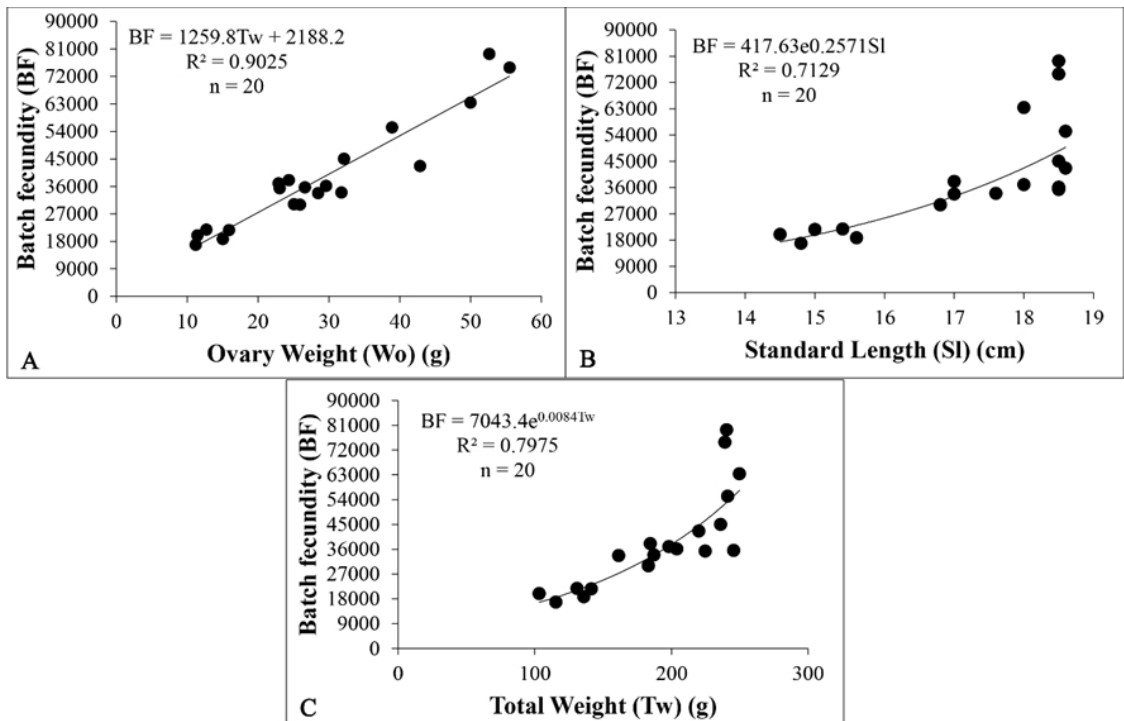 Batch fecundity (BF)
90000
81000
72000
63000
54000
45000
36000
27000
18000
9000
0
BF = 1259.8Tw + 2188.2
R² = 0.9025
n = 20
0 10 20 30 40 50 60
Ovary Weight (Wo) (g)
A
Batch fecundity (BF)
90000
81000
72000
63000
54000
45000
36000
27000
18000
9000
0
BF = 417.63e0.2571Sl
R² = 0.7129
n = 20
13 14 15 16 17 18 19
Standard Length (Sl) (cm)
B
Batch fecundity (BF)
90000
81000
72000
63000
54000
45000
36000
27000
18000
9000
0
BF = 7043.4e^0.0084Tw
R² = 0.7975
n = 20
0 100 200 300
Total Weight (Tw) (g)
C